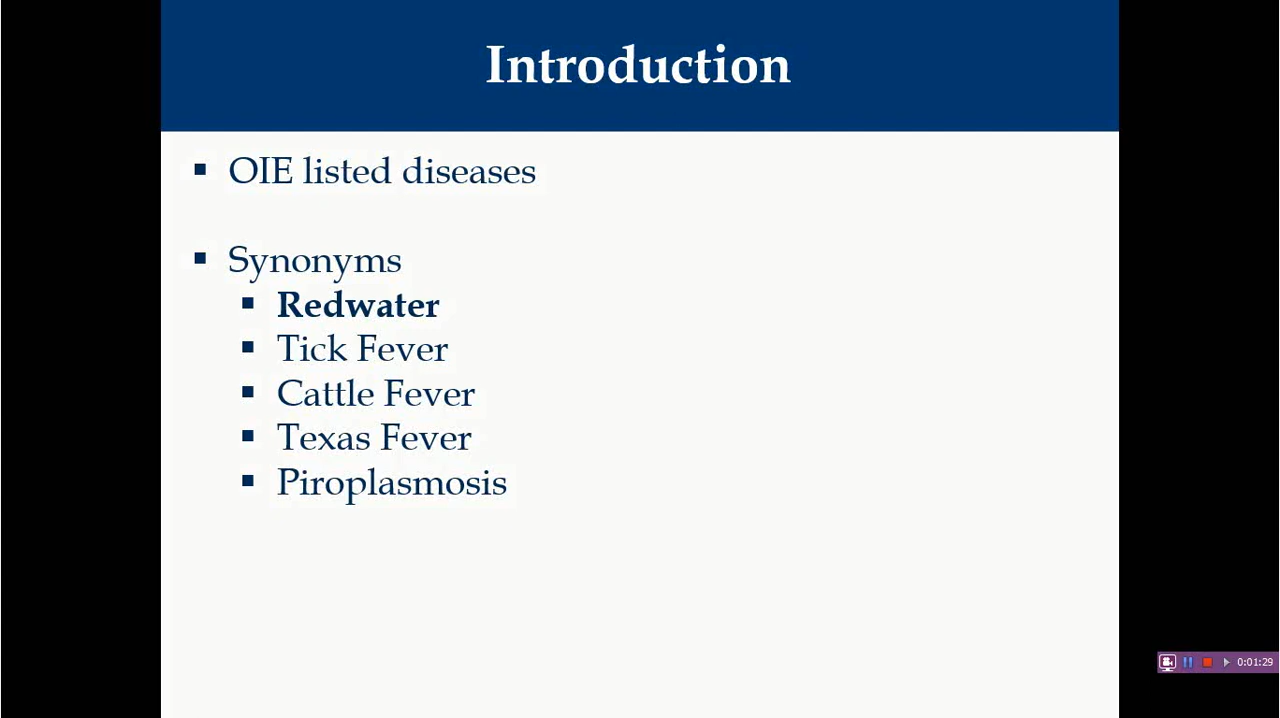 Introduction
▪ OIE listed diseases
▪ Synonyms
▪ Redwater
▪ Tick Fever
▪ Cattle Fever
▪ Texas Fever
▪ Piroplasmosis
0:01:29